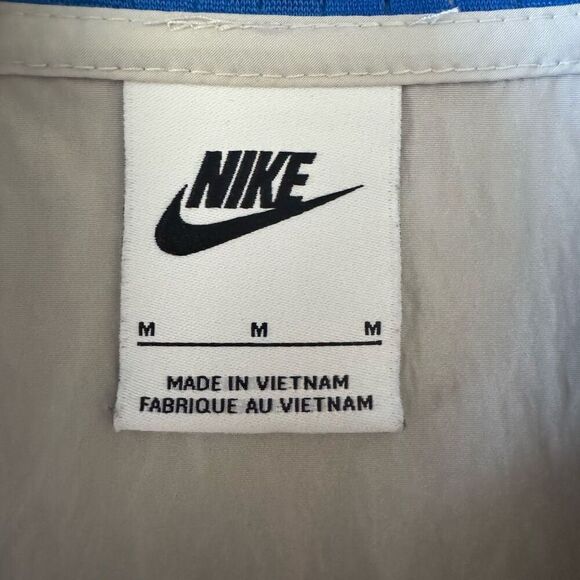 NIKE
M M M
MADE IN VIETNAM
FABRIQUE AU VIETNAM